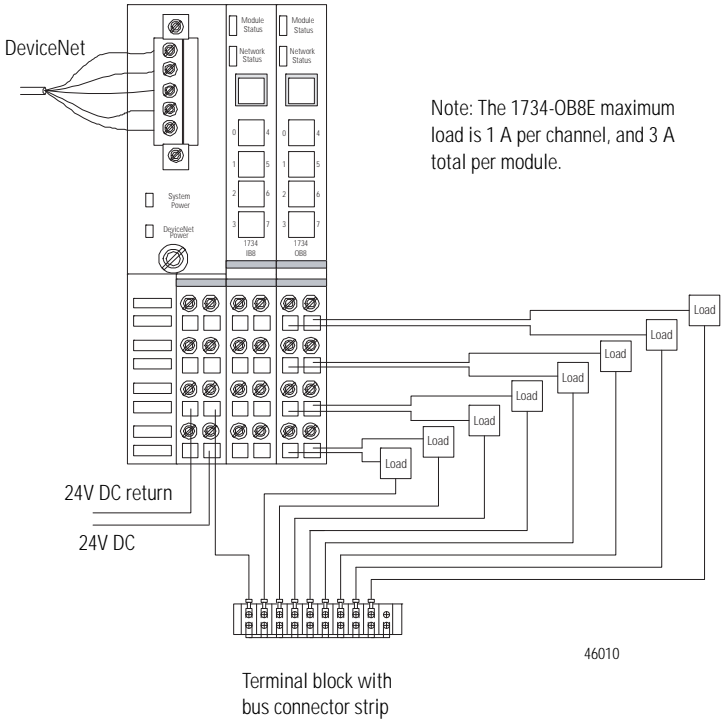 DeviceNet
Module
Status
Module
Status
Network
Status
Network
Status
0 4 0 4
1 5 1 5
2 6 2 6
3 7 3 7
System
Power
DeviceNet
Power
1734
IB8
1734
OB8
Note: The 1734-OB8E maximum
load is 1 A per channel, and 3 A
total per module.
Load
Load
Load
Load
Load
Load
Load
Load
24V DC return
24V DC
46010
Terminal block with
bus connector strip